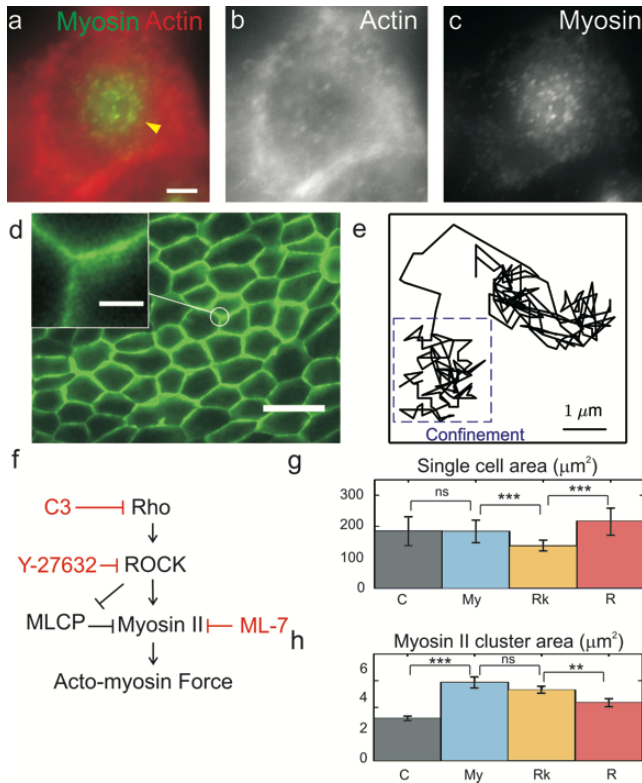 a Myosin Actin
b Actin
c Myosin
d
e
1 μm
Confinement
f
C3 Rho
Y-27632 ROCK
MLCP Myosin II ML-7
Acto-myosin Force
g
Single cell area (μm²)
300
200
100
0
ns *** ***
C My Rk R
h
Myosin II cluster area (μm²)
6
4
2
0
*** ns **
C My Rk R